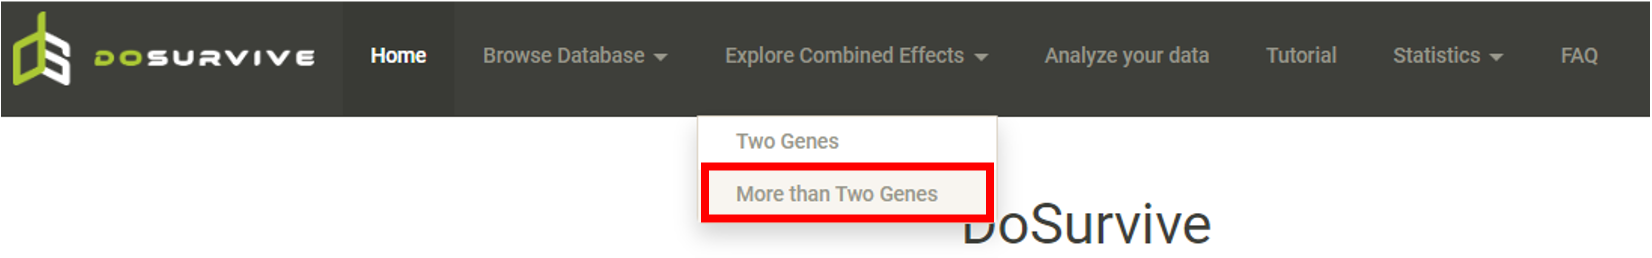 DOSURVIVE Home Browse Database Explore Combined Effects Analyze your data Tutorial Statistics FAQ
Two Genes
More than Two Genes
DoSurvive